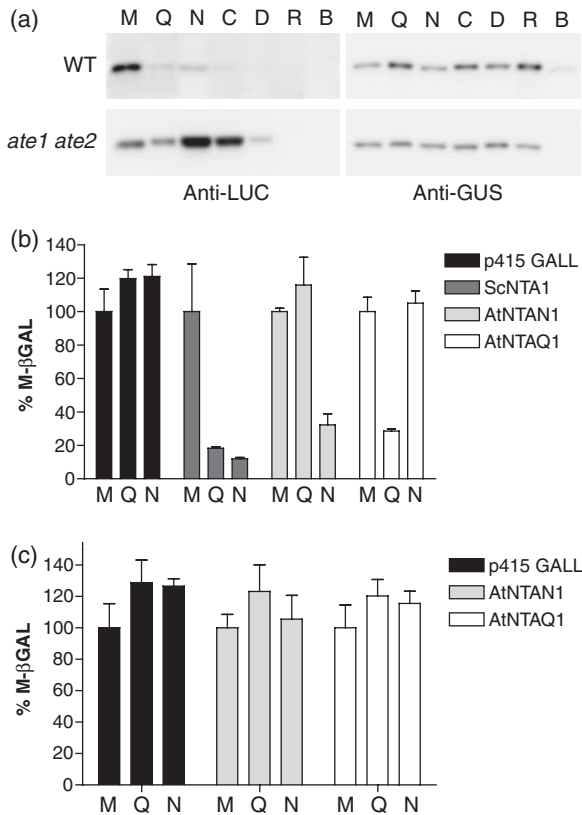 (a)
M Q N C D R B M Q N C D R B
WT
ate1 ate2
Anti-LUC Anti-GUS
(b)
140
120
100
80
60
40
20
0
% M-βGAL
M Q N M Q N M Q N M Q N
p415 GALL
ScNTA1
AtNTAN1
AtNTAQ1
(c)
140
120
100
80
60
40
20
0
% M-βGAL
M Q N M Q N M Q N
p415 GALL
AtNTAN1
AtNTAQ1